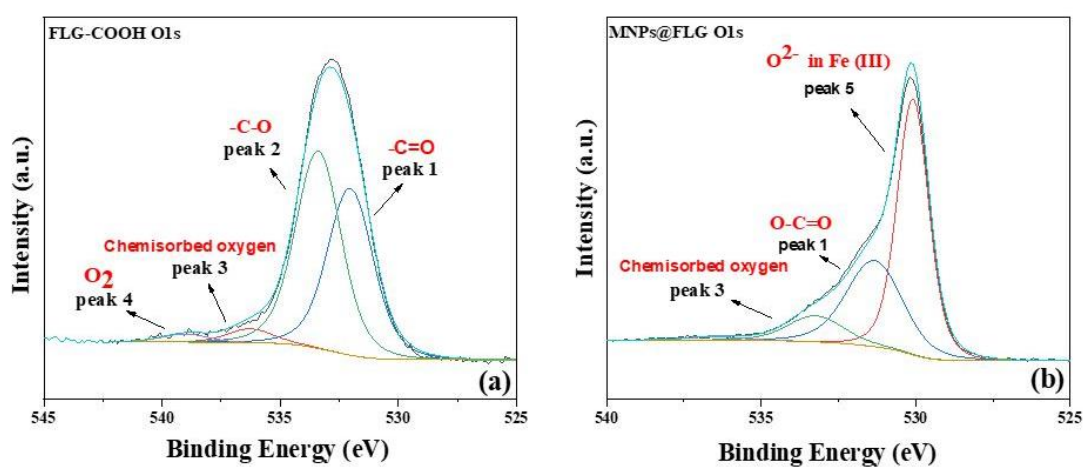 FLG-COOH O1s
-C-O
peak 2
-C=O
peak 1
Chemisorbed oxygen
peak 3
O2
peak 4
(a)
Intensity (a.u.)
545 540 535 530 525
Binding Energy (eV)
MNPs@FLG O1s
O2- in Fe (III)
peak 5
O-C=O
peak 1
Chemisorbed oxygen
peak 3
(b)
Intensity (a.u.)
540 535 530 525
Binding Energy (eV)